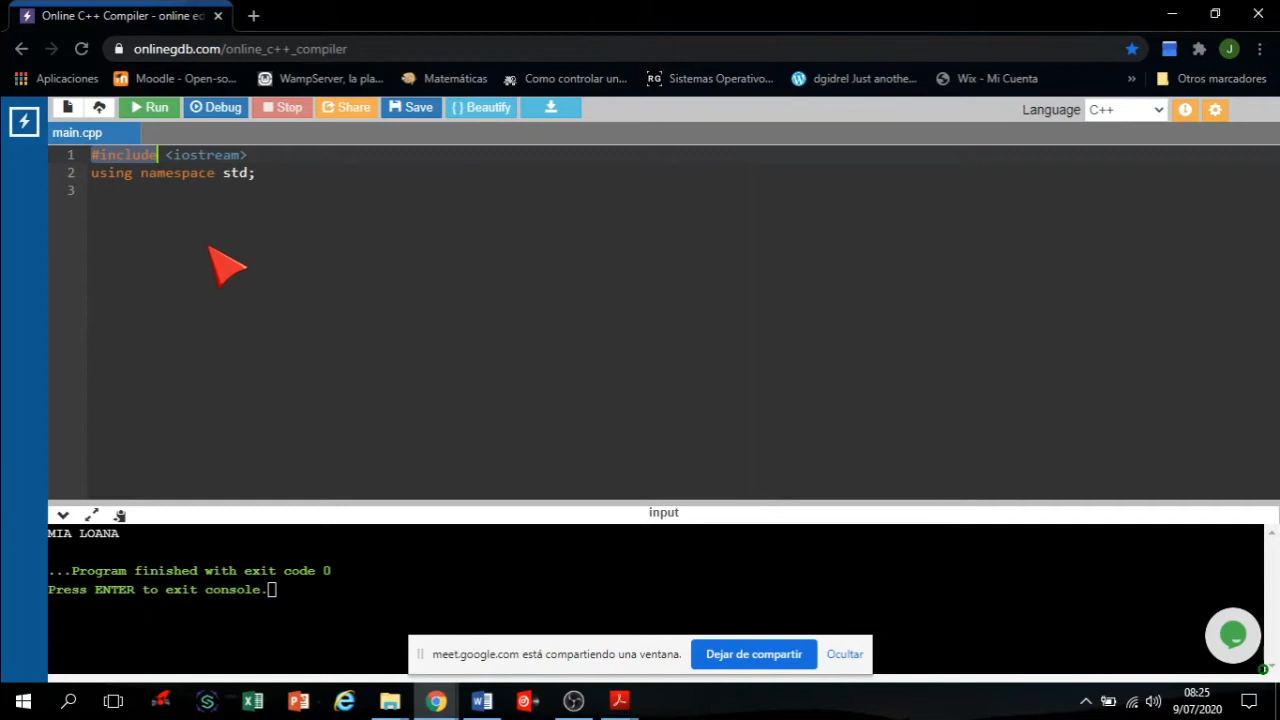 Online C++ Compiler - online ed
onlinegdb.com/online_c++_compiler
J
Aplicaciones
Moodle - Open-so...
WampServer, la pla...
Matemáticas
Como controlar un...
RG Sistemas Operativo...
dgidrel Just anothe...
Wix - Mi Cuenta
»
Otros marcadores
Run
Debug
Stop
Share
Save
{ } Beautify
Language C++
main.cpp
1 #include <iostream>
2 using namespace std;
3
input
MIA LOANA
...Program finished with exit code 0
Press ENTER to exit console.
meet.google.com está compartiendo una ventana.
Dejar de compartir
Ocultar
08:25
9/07/2020